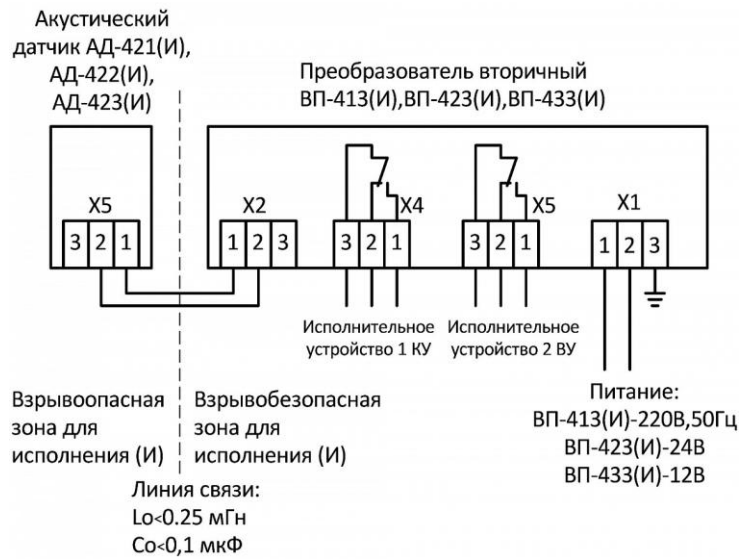 Акустический
датчик АД-421(И),
АД-422(И),
АД-423(И)
Преобразователь вторичный
ВП-413(И),ВП-423(И),ВП-433(И)
X5
3 2 1
X2
1 2 3
X4
3 2 1
X5
3 2 1
X1
1 2 3
Исполнительное
устройство 1 КУ
Исполнительное
устройство 2 ВУ
Питание:
ВП-413(И)-220В,50Гц
ВП-423(И)-24В
ВП-433(И)-12В
Взрывоопасная
зона для
исполнения (И)
Взрывобезопасная
зона для
исполнения (И)
Линия связи:
Lo<0.25 мГн
Co<0,1 мкФ